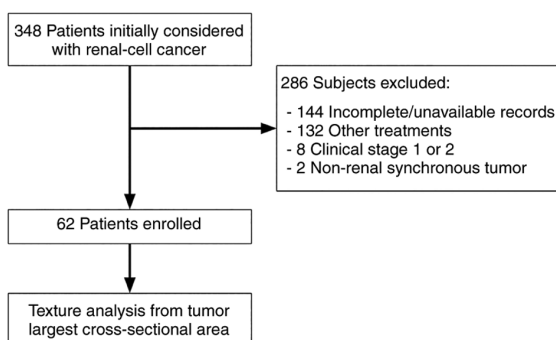 348 Patients initially considered
with renal-cell cancer
286 Subjects excluded:
- 144 Incomplete/unavailable records
- 132 Other treatments
- 8 Clinical stage 1 or 2
- 2 Non-renal synchronous tumor
62 Patients enrolled
Texture analysis from tumor
largest cross-sectional area